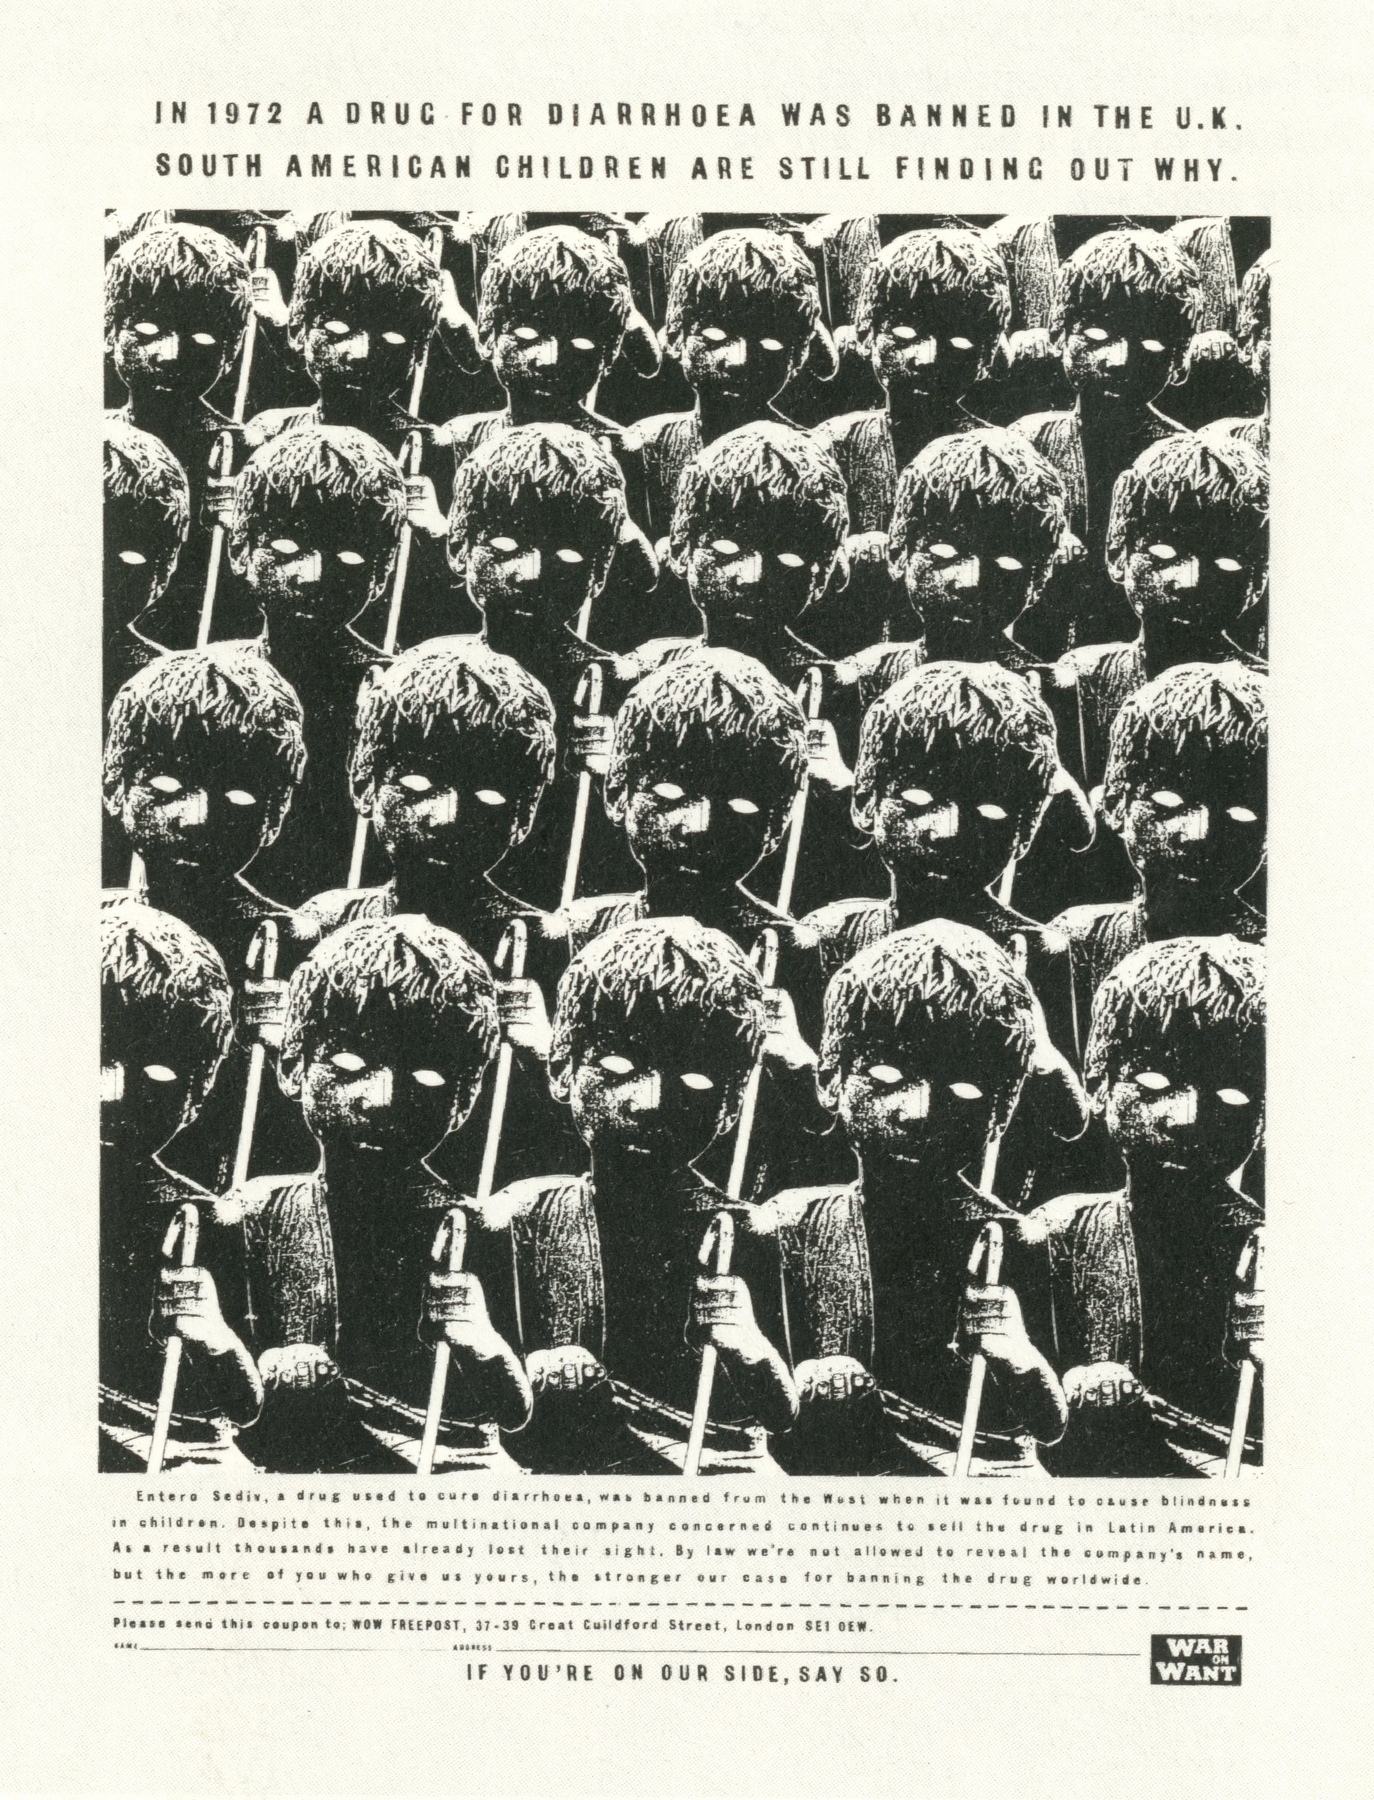 IN 1972 A DRUG FOR DIARRHOEA WAS BANNED IN THE U.K.
SOUTH AMERICAN CHILDREN ARE STILL FINDING OUT WHY.
Entero Sediv, a drug used to cure diarrhoea, was banned from the West when it was found to cause blindness
in children. Despite this, the multinational company concerned continues to sell the drug in Latin America.
As a result thousands have already lost their sight. By law we're not allowed to reveal the company's name,
but the more of you who give us yours, the stronger our case for banning the drug worldwide.
Please send this coupon to; WOW FREEPOST, 37-39 Great Guildford Street, London SE1 0EW.
NAME ADDRESS
IF YOU'RE ON OUR SIDE, SAY SO.
WAR
ON
WANT